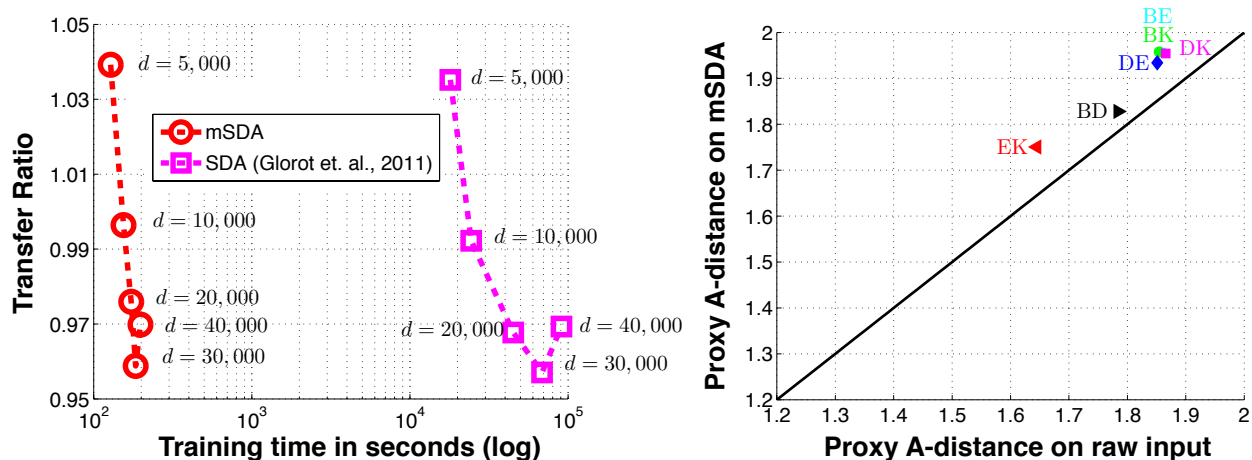 1.05
1.03
1.01
0.99
0.97
0.95
Transfer Ratio
d = 5,000
d = 10,000
d = 20,000
d = 40,000
d = 30,000
mSDA
SDA (Glorot et. al., 2011)
d = 5,000
d = 10,000
d = 20,000
d = 40,000
d = 30,000
10^2
10^3
10^4
10^5
Training time in seconds (log)
2
1.9
1.8
1.7
1.6
1.5
1.4
1.3
1.2
Proxy A-distance on mSDA
BE
BK
DK
DE
BD
EK
1.2
1.3
1.4
1.5
1.6
1.7
1.8
1.9
2
Proxy A-distance on raw input